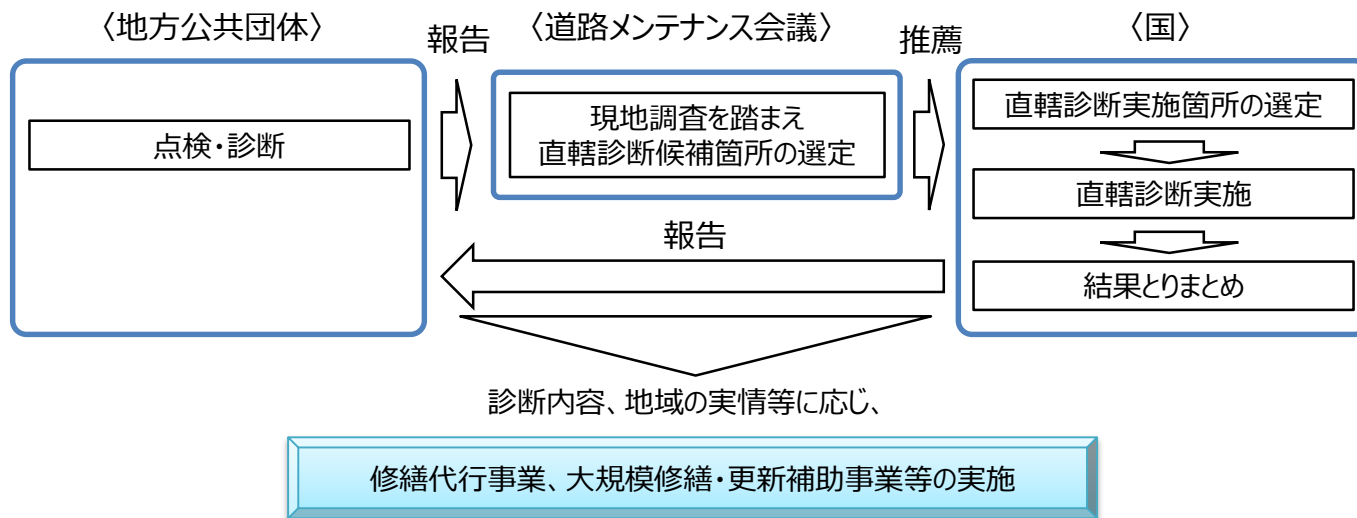 〈地方公共団体〉
報告
〈道路メンテナンス会議〉
推薦
〈国〉
点検・診断
現地調査を踏まえ
直轄診断候補箇所の選定
直轄診断実施箇所の選定
直轄診断実施
結果とりまとめ
報告
診断内容、地域の実情等に応じ、
修繕代行事業、大規模修繕・更新補助事業等の実施